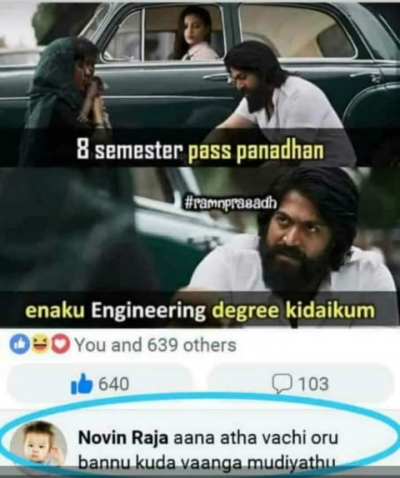 8 semester pass panadhan
#ramnprasadh
enaku Engineering degree kidaikum
You and 639 others
640
103
Novin Raja aana atha vachi oru
bannu kuda vaanga mudiyathu